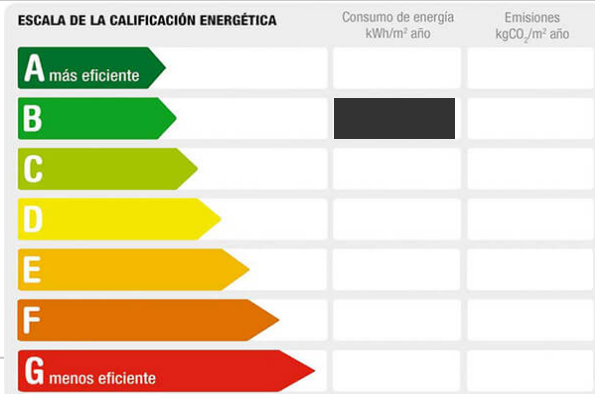 ESCALA DE LA CALIFICACIÓN ENERGÉTICA
Consumo de energía
kWh/m² año
Emisiones
kgCO₂/m² año
A más eficiente
B
C
D
E
F
G menos eficiente